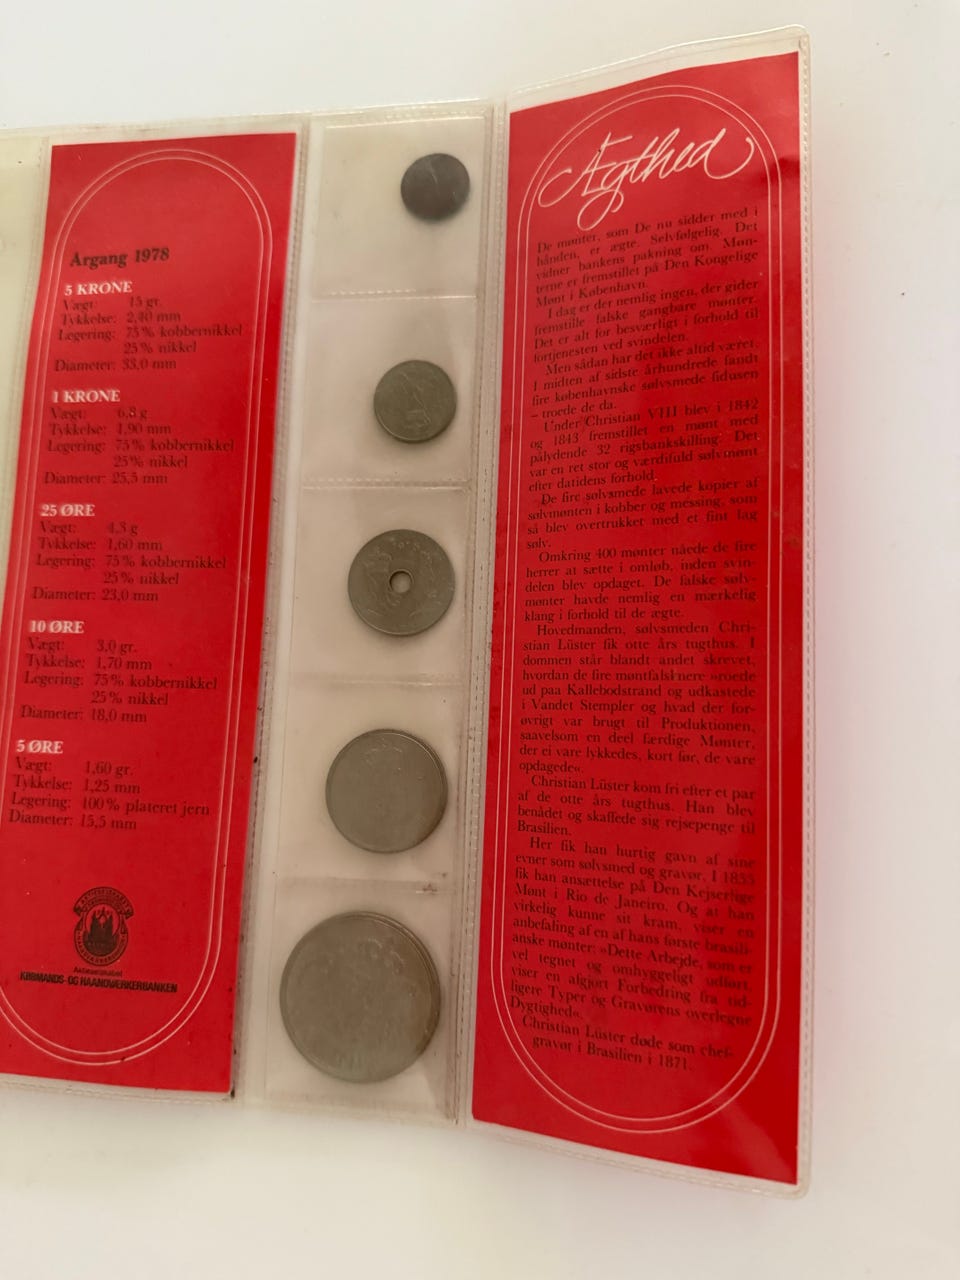 Årgang 1978
5 KRONE
Vægt: 15 gr.
Tykkelse: 2,40 mm
Legering: 75% kobbernikkel
25% nikkel
Diameter: 33,0 mm
1 KRONE
Vægt: 6,8 g
Tykkelse: 1,90 mm
Legering: 75% kobbernikkel
25% nikkel
Diameter: 25,5 mm
25 ØRE
Vægt: 4,3 g
Tykkelse: 1,60 mm
Legering: 75% kobbernikkel
25% nikkel
Diameter: 23,0 mm
10 ØRE
Vægt: 3,0 gr.
Tykkelse: 1,70 mm
Legering: 75% kobbernikkel
25% nikkel
Diameter: 18,0 mm
5 ØRE
Vægt: 1,60 gr.
Tykkelse: 1,25 mm
Legering: 100% plateret jern
Diameter: 15,5 mm
Aktieselskabet
KØBMANDS- OG HAANDVÆRKERBANKEN
Ægthed
De mønter, som De nu sidder med i
hånden, er ægte. Selvfølgelig. Det
vidner bankens pakning om. Møn-
terne er fremstillet på Den Kongelige
Mønt i København.
I dag er der nemlig ingen, der gider
fremstille falske gangbare mønter.
Det er alt for besværligt i forhold til
fortjenesten ved svindelen.
Men sådan har det ikke altid været.
I midten af sidste århundrede fandt
fire københavnske sølvsmede fidusen
– troede de da.
Under Christian VIII blev i 1842
og 1843 fremstillet en mønt med
pålydende 32 rigsbankskilling. Det
var en ret stor og værdifuld sølvmønt
efter datidens forhold.
De fire sølvsmede lavede kopier af
sølvmønten i kobber og messing, som
så blev overtrukket med et fint lag
sølv.
Omkring 400 mønter nåede de fire
herrer at sætte i omløb, inden svin-
delen blev opdaget. De falske sølv-
mønter havde nemlig en mærkelig
klang i forhold til de ægte.
Hovedmanden, sølvsmeden Chri-
stian Lüster fik otte års tugthus. I
dommen står blandt andet skrevet,
hvordan de fire møntfalsknere »roede
ud paa Kallebodstrand og udkastede
i Vandet Stempler og hvad der for-
øvrigt var brugt til Produktionen,
saavelsom en deel færdige Mønter,
der ei vare lykkedes, kort før, de vare
opdagede«.
Christian Lüster kom fri efter et par
af de otte års tugthus. Han blev
benådet og skaffede sig rejsepenge til
Brasilien.
Her fik han hurtig gavn af sine
evner som sølvsmed og gravør. I 1855
fik han ansættelse på Den Kejserlige
Mønt i Rio de Janeiro. Og at han
virkelig kunne sit kram, viser en
anbefaling af en af hans første brasili-
anske mønter: »Dette Arbejde, som er
vel tegnet og omhyggeligt udført,
viser en afgjort Forbedring fra tid-
ligere Typer og Gravørens overlegne
Dygtighed«.
Christian Lüster døde som chef-
gravør i Brasilien i 1871.